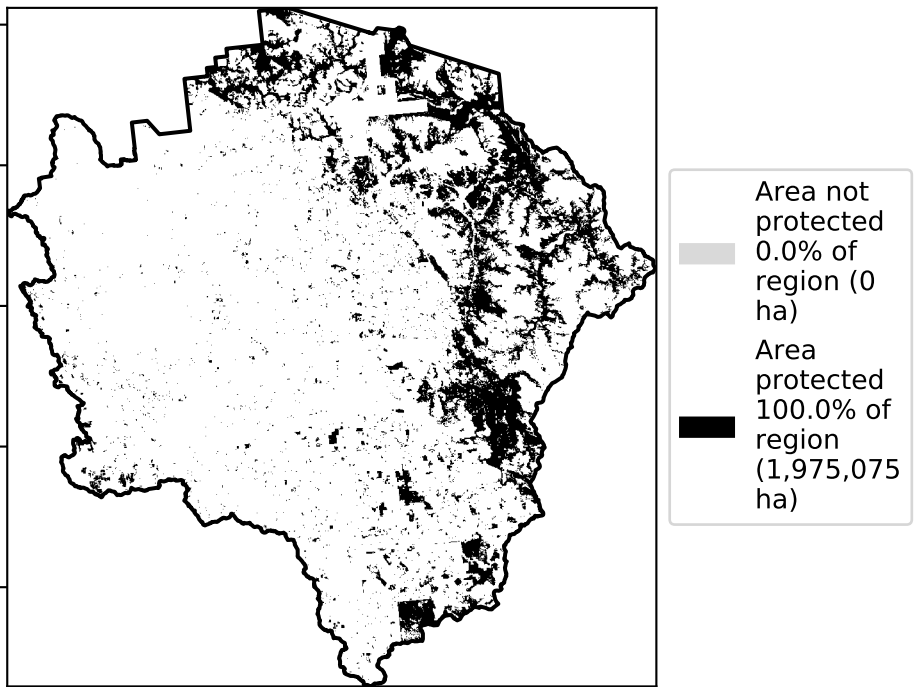 Area not
protected
0.0% of
region (0
ha)
Area
protected
100.0% of
region
(1,975,075
ha)